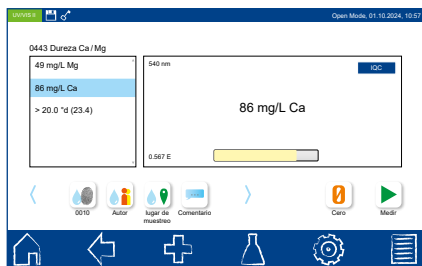 UV/VIS II
Open Mode, 01.10.2024, 10:57
0443 Dureza Ca / Mg
49 mg/L Mg
86 mg/L Ca
> 20.0 °d (23.4)
540 nm
IQC
86 mg/L Ca
0.567 E
0010
Autor
lugar de
muestreo
Comentario
0
Cero
Medir